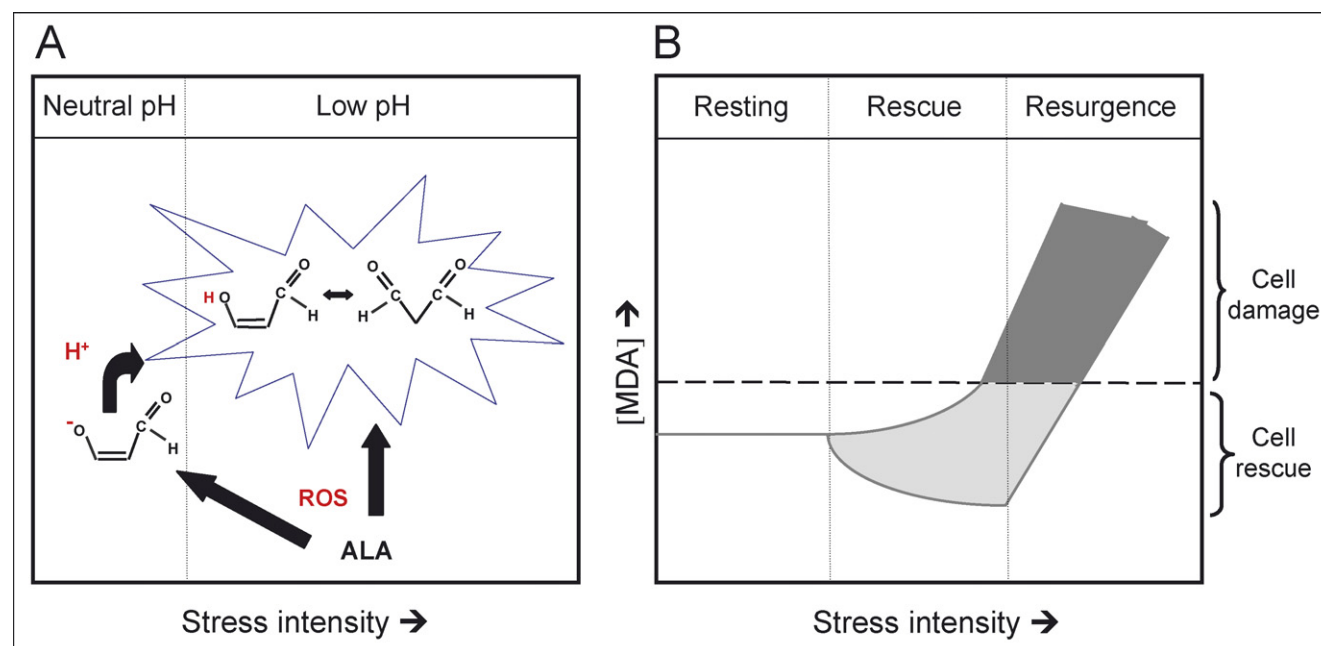 A
Neutral pH
Low pH
O
H
O
C
H
O
O
C
C
H
H
H⁺
O
-
O
C
H
ROS
ALA
Stress intensity →
B
Resting
Rescue
Resurgence
[MDA] →
Cell
damage
Cell
rescue
Stress intensity →